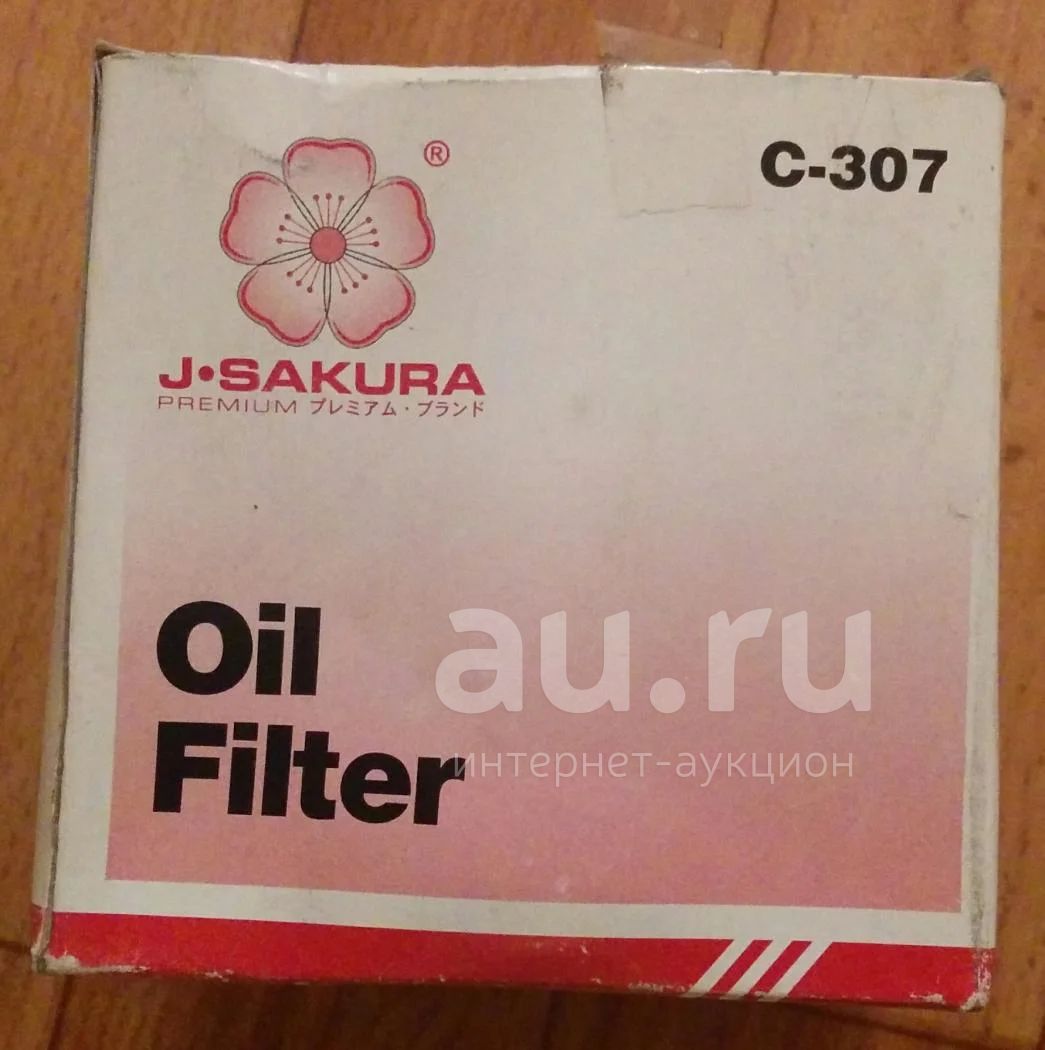 ®
C-307
J•SAKURA
PREMIUM プレミアム・ブランド
Oil
Filter
au.ru
интернет-аукцион